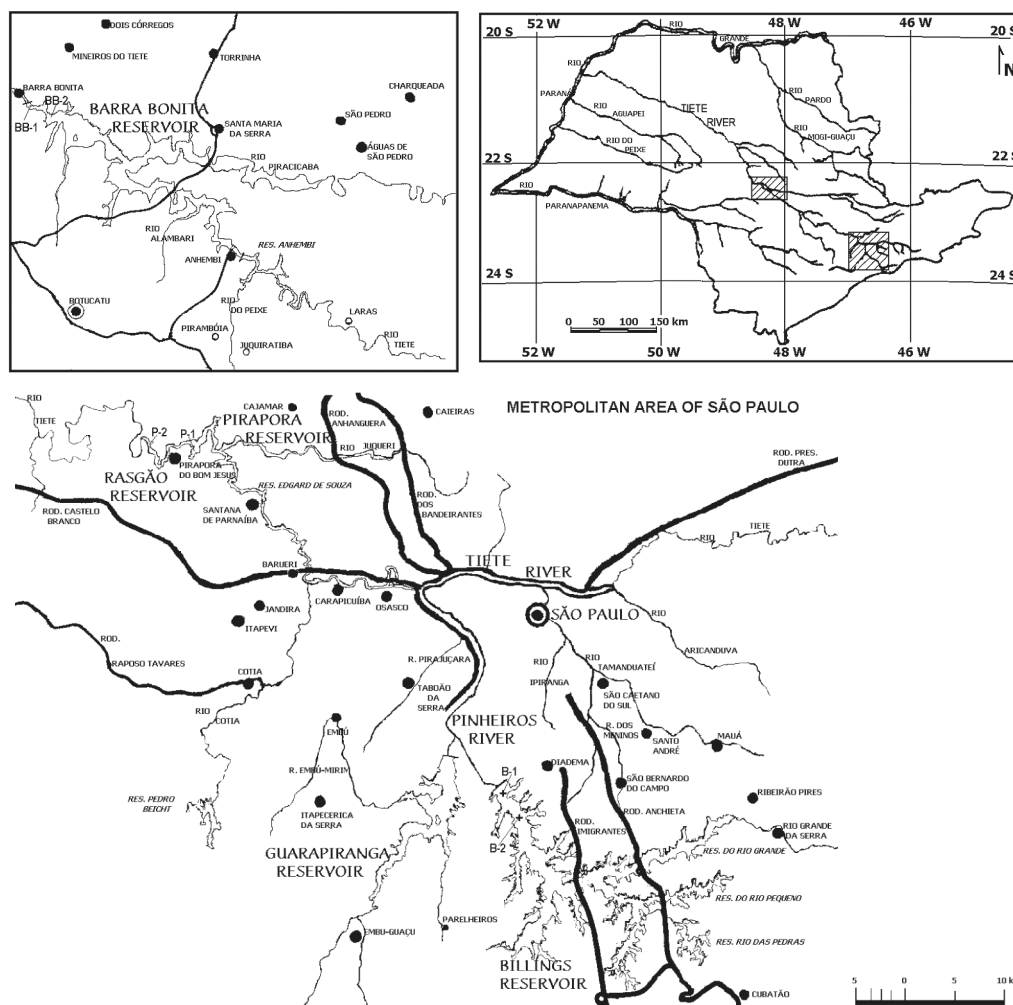 DOIS CÓRREGOS
MINEIROS DO TIETE
TORRINHA
BARRA BONITA
BB-2
BB-1
BARRA BONITA
RESERVOIR
CHARQUEADA
SANTA MARIA
DA SERRA
SÃO PEDRO
ÁGUAS DE
SÃO PEDRO
RIO
PIRACICABA
RIO
ALAMBARI
RES. ANHEMBI
ANHEMBI
BOTUCATU
RIO
DO PEIXE
LARAS
PIRAMBÓIA
JUQUIRATIBA
RIO
TIETE
52 W
50 W
48 W
46 W
20 S
20 S
RIO
GRANDE
N
RIO
PARANÁ
RIO
AGUAPEI
TIETE
RIVER
RIO
PARDO
RIO
MOGI-GUAÇU
RIO DO
PEIXE
22 S
22 S
RIO
PARANAPANEMA
24 S
24 S
0 50 100 150 km
52 W
50 W
48 W
46 W
METROPOLITAN AREA OF SÃO PAULO
RIO
TIETE
CAJAMAR
PIRAPORA
RESERVOIR
ROD.
ANHANGUERA
CAIEIRAS
P-2
P-1
RIO
JUQUERI
PIRAPORA
DO BOM JESUS
RASGÃO
RESERVOIR
RES. EDGARD DE SOUZA
ROD. PRES.
DUTRA
ROD. CASTELO
BRANCO
SANTANA
DE PARNAÍBA
ROD.
DOS
BANDEIRANTES
RIO
TIETE
TIETE
RIVER
BARUERI
CARAPICUÍBA
OSASCO
JANDIRA
ITAPEVI
SÃO PAULO
RIO
ARICANDUVA
ROD.
RAPOSO TAVARES
R. PIRAJUÇARA
RIO
IPIRANGA
RIO
TAMANDUATEÍ
COTIA
TABOÃO
DA
SERRA
SÃO CAETANO
DO SUL
RIO
COTIA
PINHEIROS
RIVER
EMBÚ
R. DOS
MENINOS
SANTO
ANDRÉ
MAUÁ
R. EMBÚ-MIRIM
B-1
DIADEMA
SÃO BERNARDO
DO CAMPO
RES. PEDRO
BEICHT
ITAPECERICA
DA SERRA
RIBEIRÃO PIRES
ROD. ANCHIETA
ROD.
IMIGRANTES
RIO GRANDE
DA SERRA
B-2
GUARAPIRANGA
RESERVOIR
RES. DO RIO GRANDE
RES. DO RIO PEQUENO
PARELHEIROS
EMBU-GUAÇU
RES. RIO DAS PEDRAS
BILLINGS
RESERVOIR
CUBATÃO
5 0 5 10 k